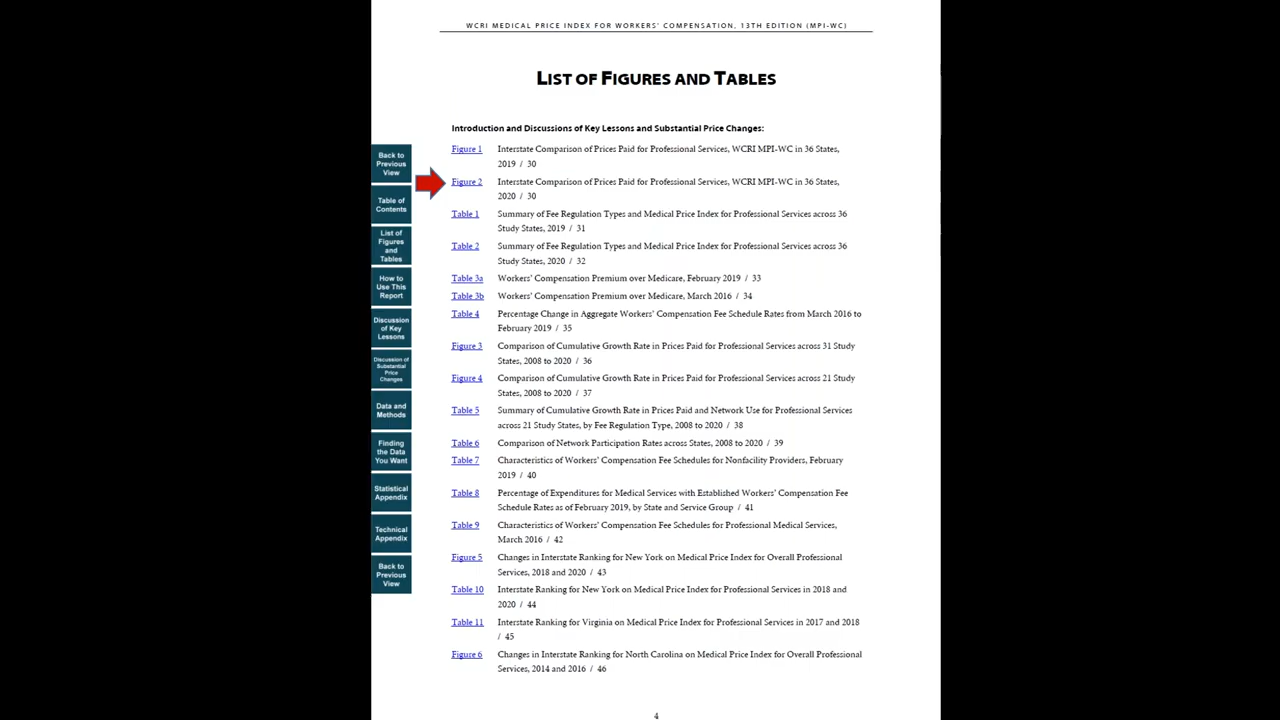 WCRI MEDICAL PRICE INDEX FOR WORKERS' COMPENSATION, 13TH EDITION (MPI-WC)
LIST OF FIGURES AND TABLES
Introduction and Discussions of Key Lessons and Substantial Price Changes:
Figure 1 Interstate Comparison of Prices Paid for Professional Services, WCRI MPI-WC in 36 States,
2019 / 30
Figure 2 Interstate Comparison of Prices Paid for Professional Services, WCRI MPI-WC in 36 States,
2020 / 30
Table 1 Summary of Fee Regulation Types and Medical Price Index for Professional Services across 36
Study States, 2019 / 31
Table 2 Summary of Fee Regulation Types and Medical Price Index for Professional Services across 36
Study States, 2020 / 32
Table 3a Workers' Compensation Premium over Medicare, February 2019 / 33
Table 3b Workers' Compensation Premium over Medicare, March 2016 / 34
Table 4 Percentage Change in Aggregate Workers' Compensation Fee Schedule Rates from March 2016 to
February 2019 / 35
Figure 3 Comparison of Cumulative Growth Rate in Prices Paid for Professional Services across 31 Study
States, 2008 to 2020 / 36
Figure 4 Comparison of Cumulative Growth Rate in Prices Paid for Professional Services across 21 Study
States, 2008 to 2020 / 37
Table 5 Summary of Cumulative Growth Rate in Prices Paid and Network Use for Professional Services
across 21 Study States, by Fee Regulation Type, 2008 to 2020 / 38
Table 6 Comparison of Network Participation Rates across States, 2008 to 2020 / 39
Table 7 Characteristics of Workers' Compensation Fee Schedules for Nonfacility Providers, February
2019 / 40
Table 8 Percentage of Expenditures for Medical Services with Established Workers' Compensation Fee
Schedule Rates as of February 2019, by State and Service Group / 41
Table 9 Characteristics of Workers' Compensation Fee Schedules for Professional Medical Services,
March 2016 / 42
Figure 5 Changes in Interstate Ranking for New York on Medical Price Index for Overall Professional
Services, 2018 and 2020 / 43
Table 10 Interstate Ranking for New York on Medical Price Index for Professional Services in 2018 and
2020 / 44
Table 11 Interstate Ranking for Virginia on Medical Price Index for Professional Services in 2017 and 2018
/ 45
Figure 6 Changes in Interstate Ranking for North Carolina on Medical Price Index for Overall Professional
Services, 2014 and 2016 / 46
Back to
Previous
View
Table of
Contents
List of
Figures
and
Tables
How to
Use This
Report
Discussion
of Key
Lessons
Discussion of
Substantial
Price
Changes
Data and
Methods
Finding
the Data
You Want
Statistical
Appendix
Technical
Appendix
Back to
Previous
View
4